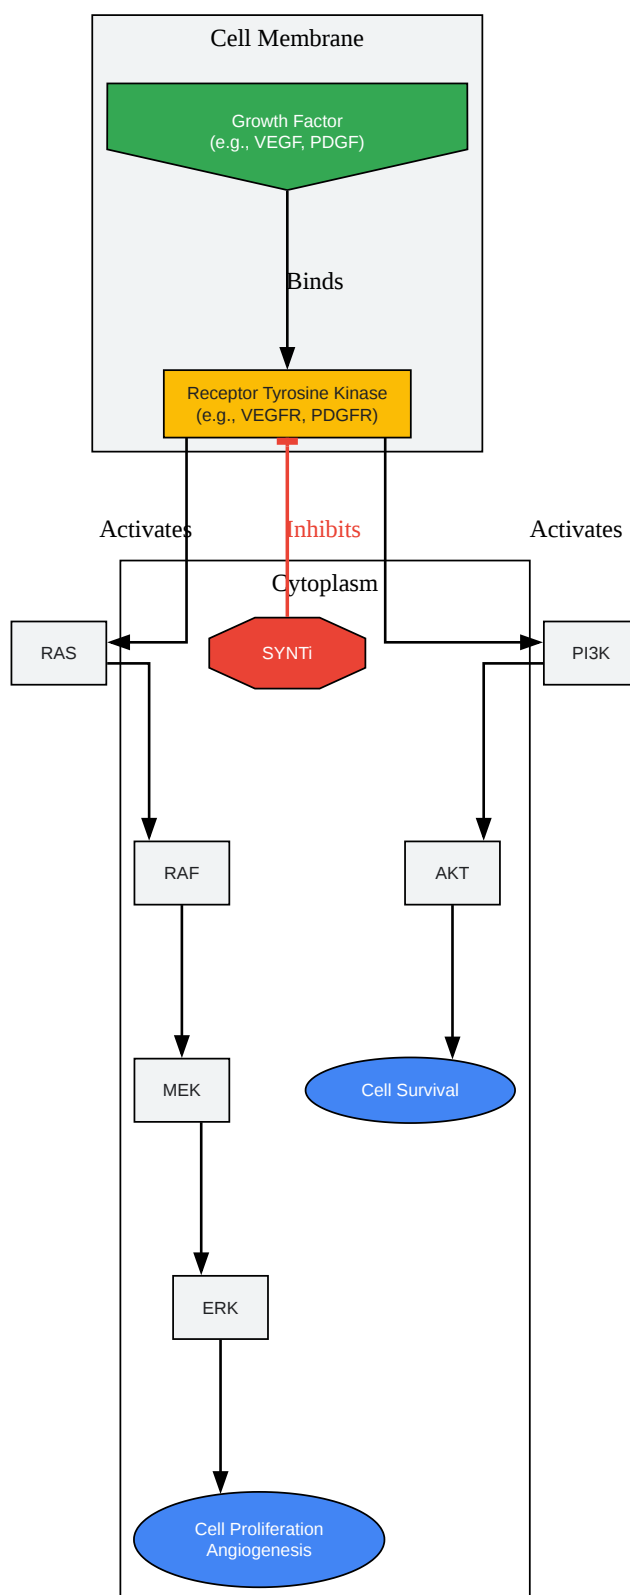 Cell Membrane
Growth Factor
(e.g., VEGF, PDGF)
Binds
Receptor Tyrosine Kinase
(e.g., VEGFR, PDGFR)
Activates
Inhibits
Activates
Cytoplasm
RAS
SYNTi
PI3K
RAF
AKT
MEK
Cell Survival
ERK
Cell Proliferation
Angiogenesis